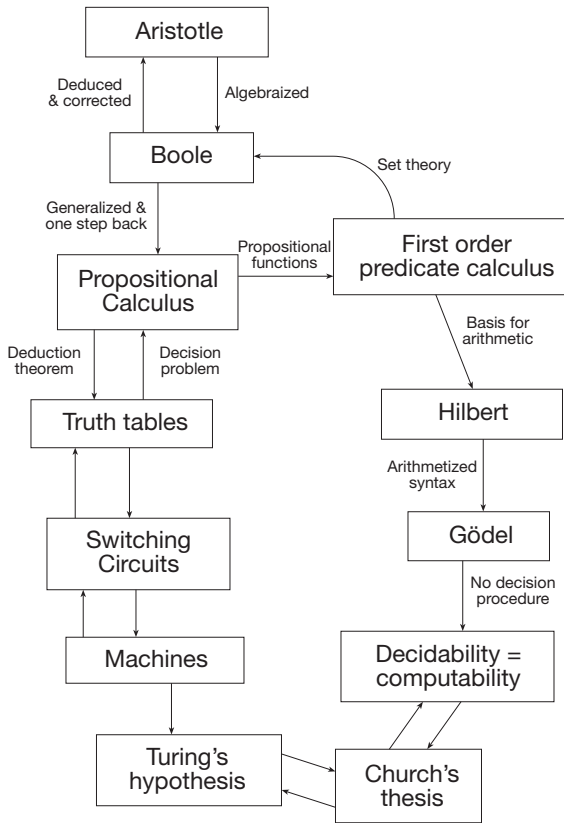 Aristotle
Deduced
& corrected
Algebraized
Boole
Set theory
Generalized &
one step back
Propositional
functions
First order
predicate calculus
Propositional
Calculus
Basis for
arithmetic
Deduction
theorem
Decision
problem
Hilbert
Truth tables
Arithmetized
syntax
Gödel
Switching
Circuits
No decision
procedure
Machines
Decidability =
computability
Turing's
hypothesis
Church's
thesis